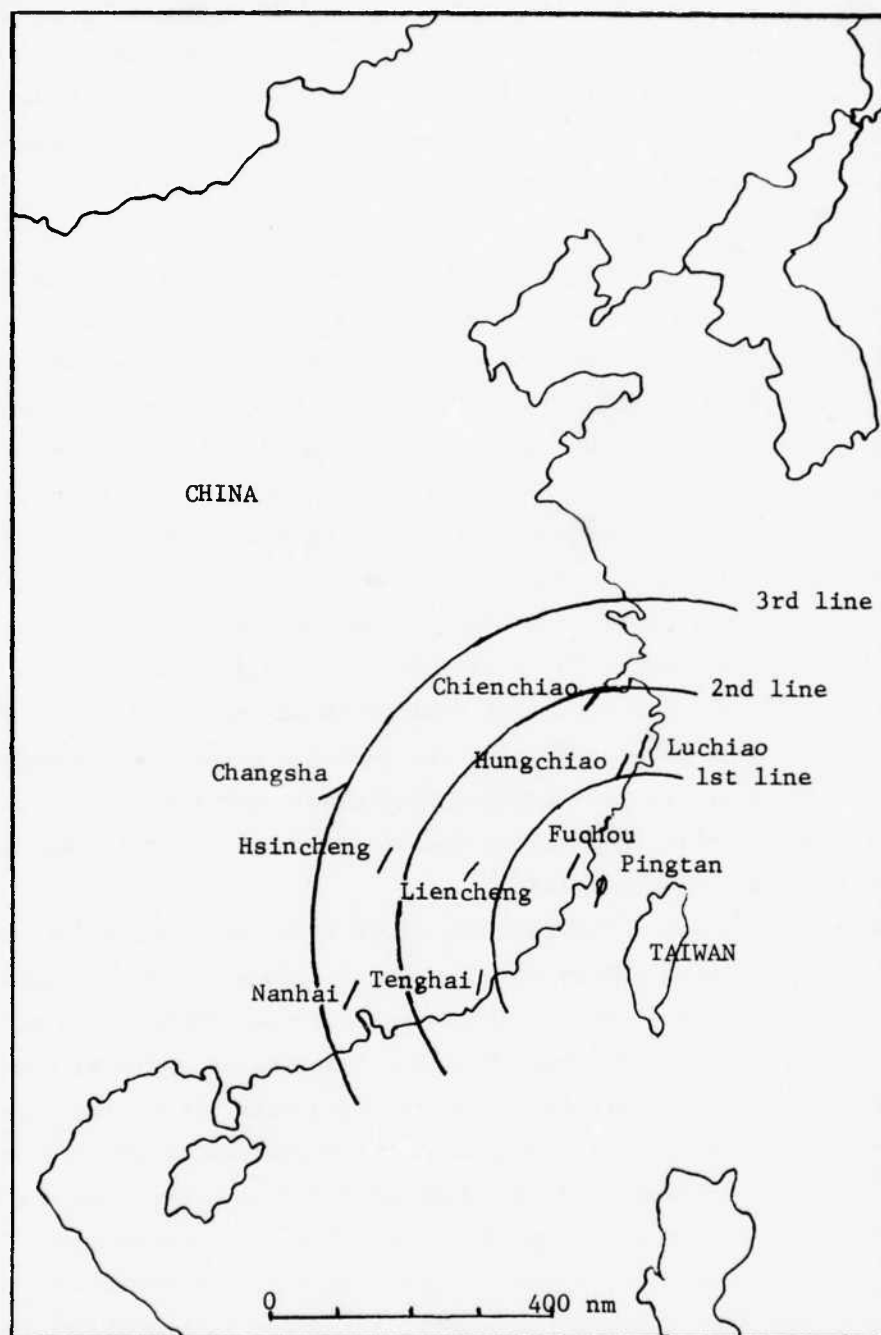 CHINA
3rd line
Chienchiao
2nd line
Hungchiao
Luchiao
Changsha
1st line
Hsincheng
Fuohou
Pingtan
Liencheng
TAIWAN
Nanhai
Tenghai
0 400 nm